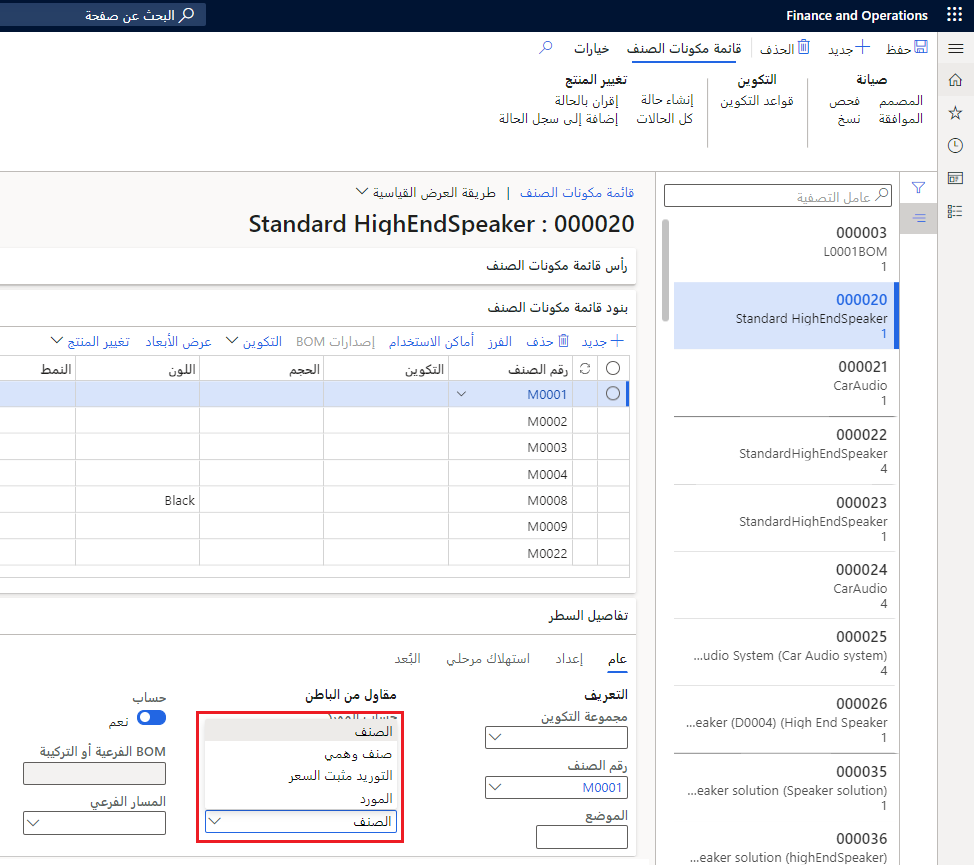 Finance and Operations
البحث عن صفحة
حفظ
جديد
الحذف
قائمة مكونات الصنف
خيارات
صيانة
المصمم
فحص
الموافقة
نسخ
التكوين
قواعد التكوين
تغيير المنتج
إنشاء حالة
إقران بالحالة
كل الحالات
إضافة إلى سجل الحالة
عامل التصفية
000003
L0001BOM
1
000020
Standard HighEndSpeaker
1
000021
CarAudio
1
000022
StandardHighEndSpeaker
4
000023
StandardHighEndSpeaker
1
000024
CarAudio
4
000025
...udio System (Car Audio system)
4
000026
...eaker (D0004) (High End Speaker
1
000035
...eaker solution (Speaker solution)
1
000036
...eaker solution (highEndSpeaker)
قائمة مكونات الصنف | طريقة العرض القياسية
Standard HighEndSpeaker : 000020
رأس قائمة مكونات الصنف
بنود قائمة مكونات الصنف
جديد
حذف
الفرز
أماكن الاستخدام
إصدارات BOM
التكوين
عرض الأبعاد
تغيير المنتج
رقم الصنف
التكوين
الحجم
اللون
النمط
M0001
M0002
M0003
M0004
M0008
Black
M0009
M0022
تفاصيل السطر
عام
إعداد
استهلاك مرحلي
البُعد
التعريف
مجموعة التكوين
رقم الصنف
M0001
الموضع
مقاول من الباطن
حساب المورد
الصنف
صنف وهمي
التوريد مثبت السعر
المورد
الصنف
حساب
نعم
BOM الفرعية أو التركيبة
المسار الفرعي